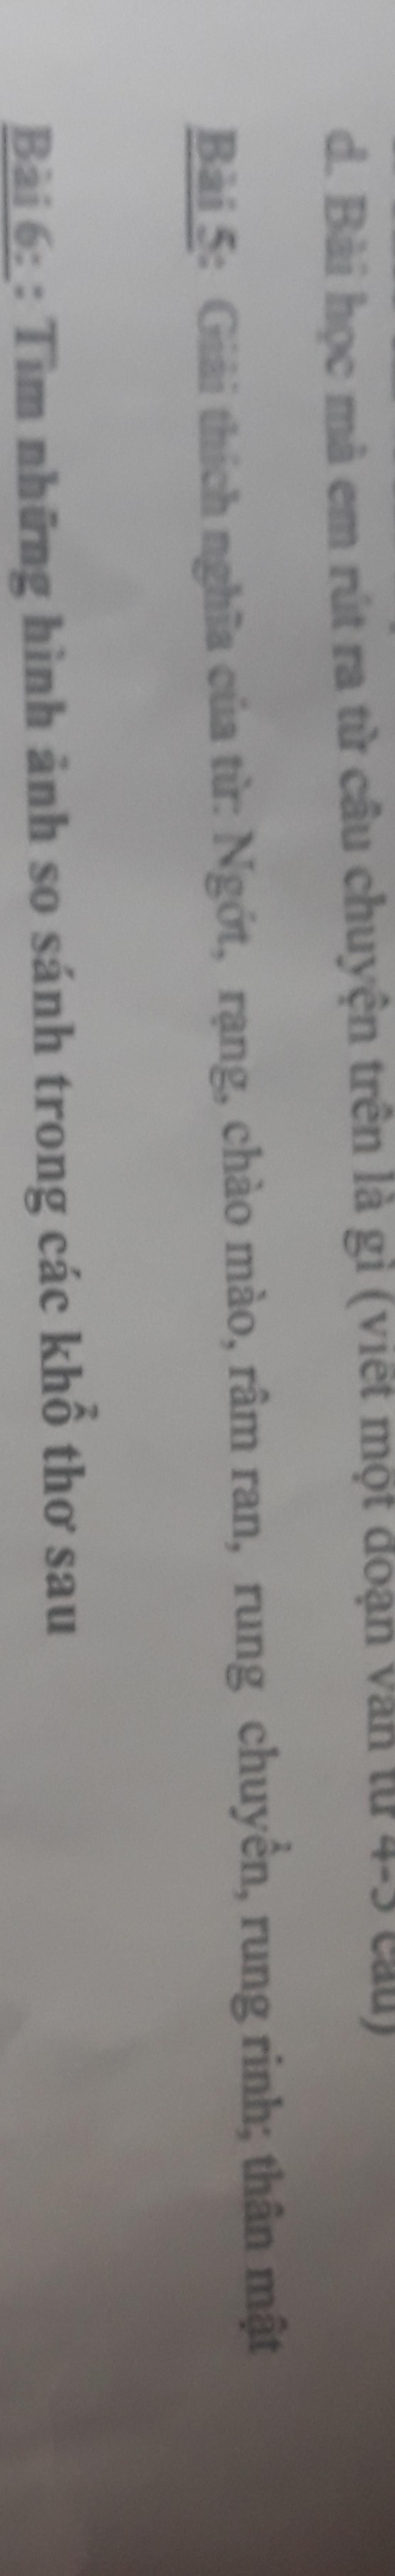 d. Bài học mà em rút ra từ câu chuyện trên là gì (viết một đoạn văn từ 4-5 câu)
Bài 5: Giải thích nghĩa của từ: Ngớt, rạng, chào mào, râm ran, rung chuyển, rung rinh; thân mật
Bài 6: : Tìm những hình ảnh so sánh trong các khổ thơ sau